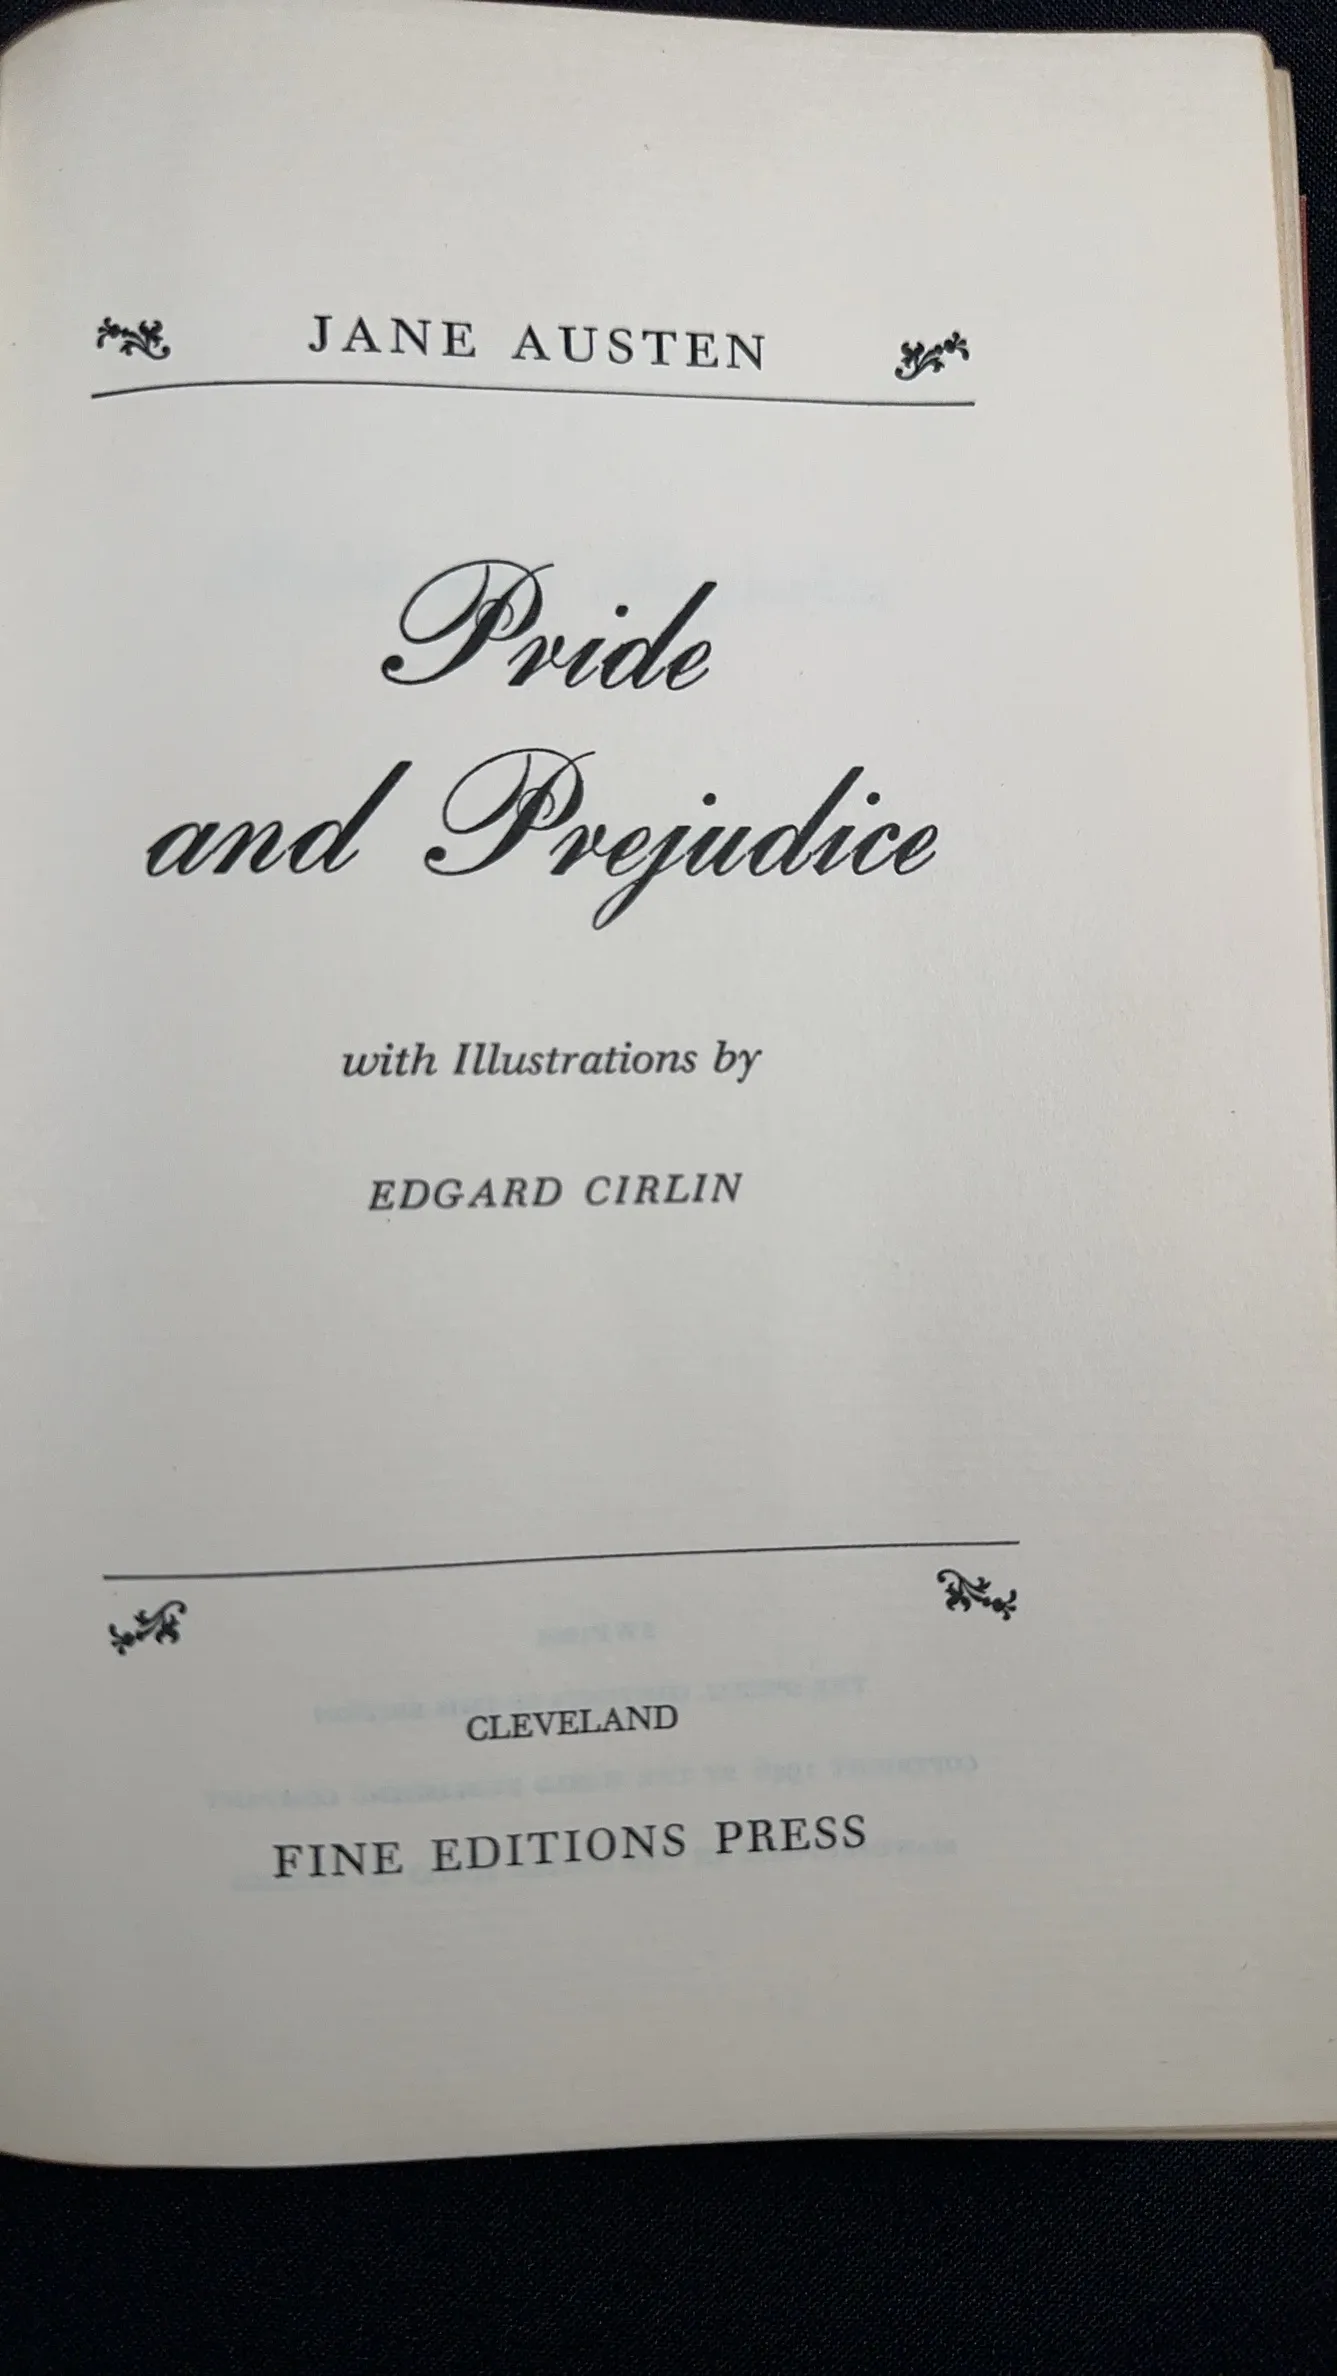 JANE AUSTEN
Pride
and Prejudice
with Illustrations by
EDGARD CIRLIN
CLEVELAND
FINE EDITIONS PRESS